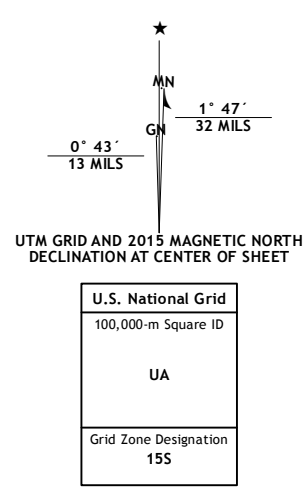 ★
MN
1° 47´
32 MILS
GN
0° 43´
13 MILS
UTM GRID AND 2015 MAGNETIC NORTH
DECLINATION AT CENTER OF SHEET
U.S. National Grid
100,000-m Square ID
UA
Grid Zone Designation
15S